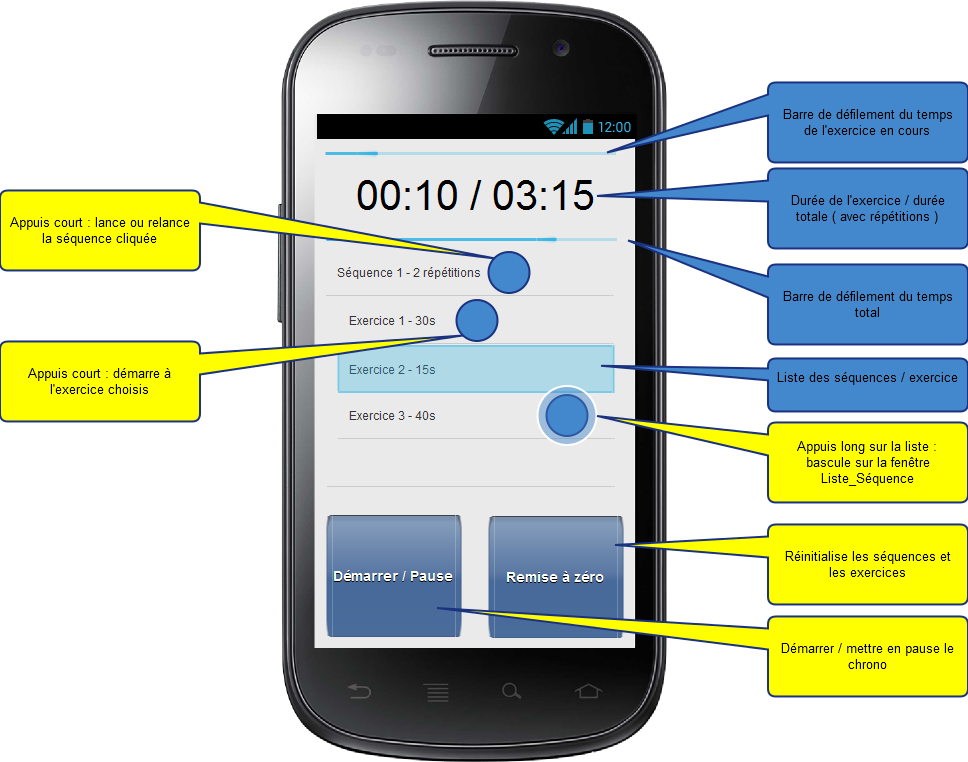 12:00
00:10 / 03:15
Séquence 1 - 2 répétitions
Exercice 1 - 30s
Exercice 2 - 15s
Exercice 3 - 40s
Démarrer / Pause
Remise à zéro
Appuis court : lance ou relance
la séquence cliquée
Appuis court : démarre à
l'exercice choisis
Barre de défilement du temps
de l'exercice en cours
Durée de l'exercice / durée
totale ( avec répétitions )
Barre de défilement du temps
total
Liste des séquences / exercice
Appuis long sur la liste :
bascule sur la fenêtre
Liste_Séquence
Réinitialise les séquences et
les exercices
Démarrer / mettre en pause le
chrono